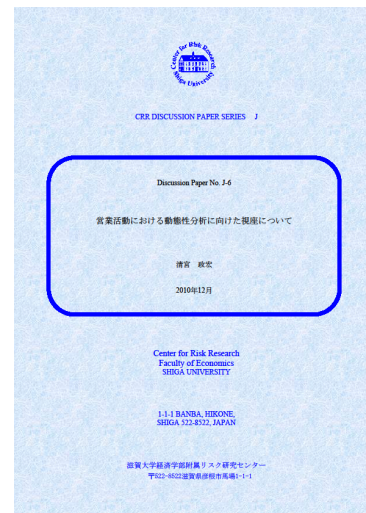 Center for Risk Research
Shiga University
CRR DISCUSSION PAPER SERIES J
Discussion Paper No. J-6
営業活動における動態性分析に向けた視座について
清宮 政宏
2010年12月
Center for Risk Research
Faculty of Economics
SHIGA UNIVERSITY
1-1-1 BANBA, HIKONE,
SHIGA 522-8522, JAPAN
滋賀大学経済学部附属リスク研究センター
〒522-8522滋賀県彦根市馬場1-1-1